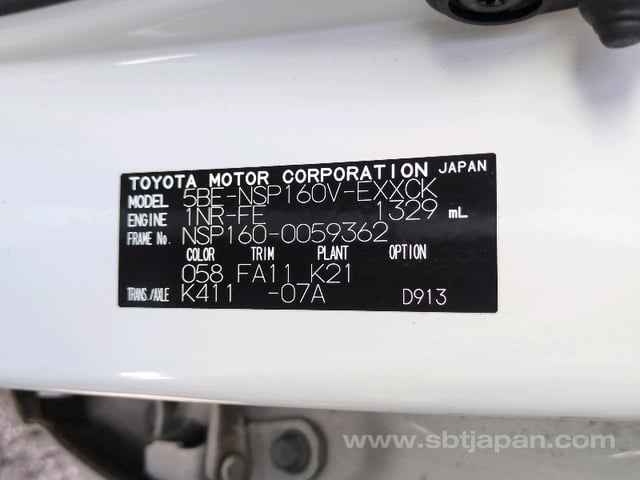 TOYOTA MOTOR CORPORATION JAPAN
MODEL 5BE-NSP160V-EXXCK
ENGINE 1NR-FE 1329 mL
FRAME No. NSP160-0059362
COLOR TRIM PLANT OPTION
058 FA11 K21
TRANS./AXLE K411 -07A D913
www.sbtjapan.com